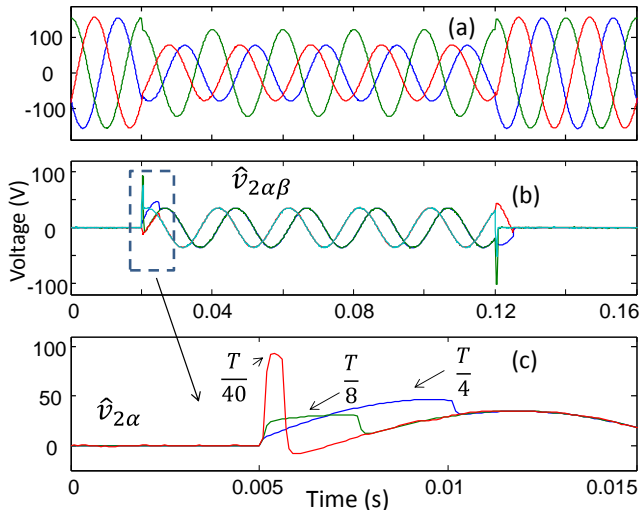 (a)
100
0
-100
Voltage (V)
v̂2αβ
(b)
100
0
-100
0
0.04
0.08
0.12
0.16
(c)
T/40
T/8
T/4
v̂2α
100
50
0
0
0.005
0.01
0.015
Time (s)